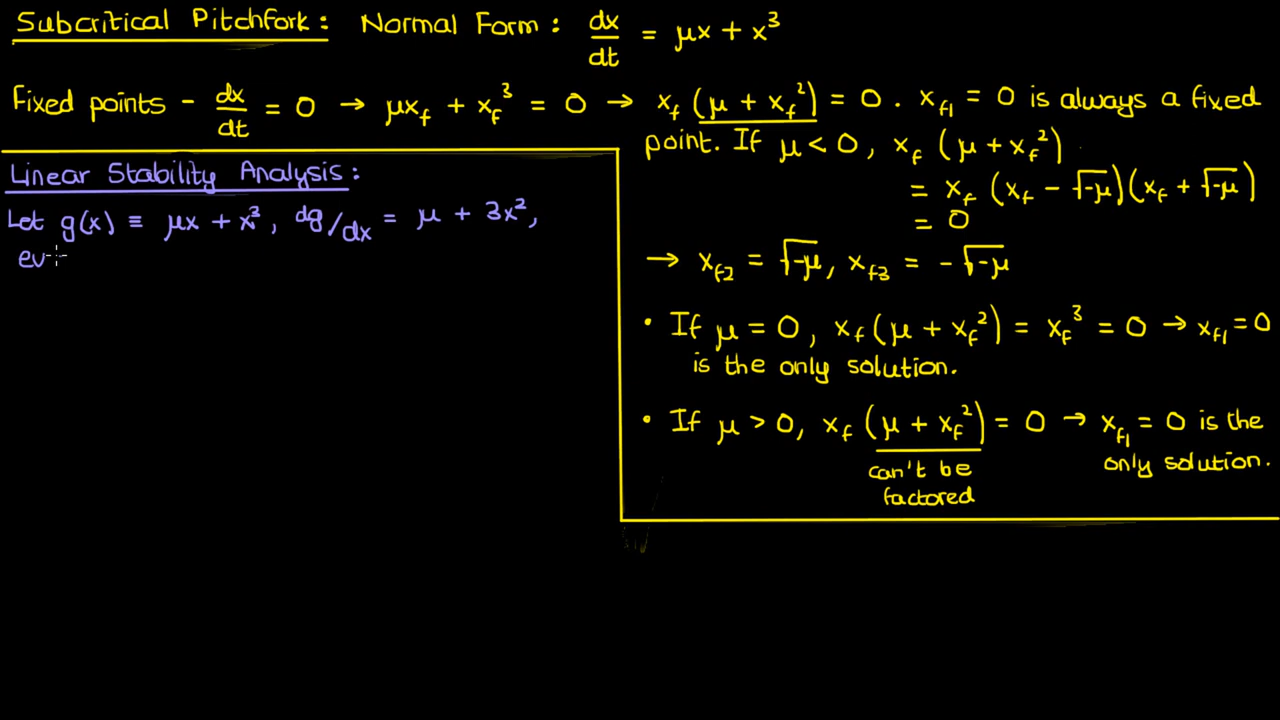 Subcritical Pitchfork: Normal Form: dx/dt = μx + x³
Fixed points - dx/dt = 0 → μx_f + x_f³ = 0 → x_f (μ + x_f²) = 0. x_f1 = 0 is always a fixed
point. If μ < 0, x_f (μ + x_f²)
= x_f (x_f - √-μ)(x_f + √-μ)
= 0
→ x_f2 = √-μ, x_f3 = - √-μ
• If μ = 0, x_f(μ + x_f²) = x_f³ = 0 → x_f1 = 0
is the only solution.
• If μ > 0, x_f (μ + x_f²) = 0 → x_f1 = 0 is the
only solution.
can't be
factored
Linear Stability Analysis:
Let g(x) ≡ μx + x³, dg/dx = μ + 3x²,
ev